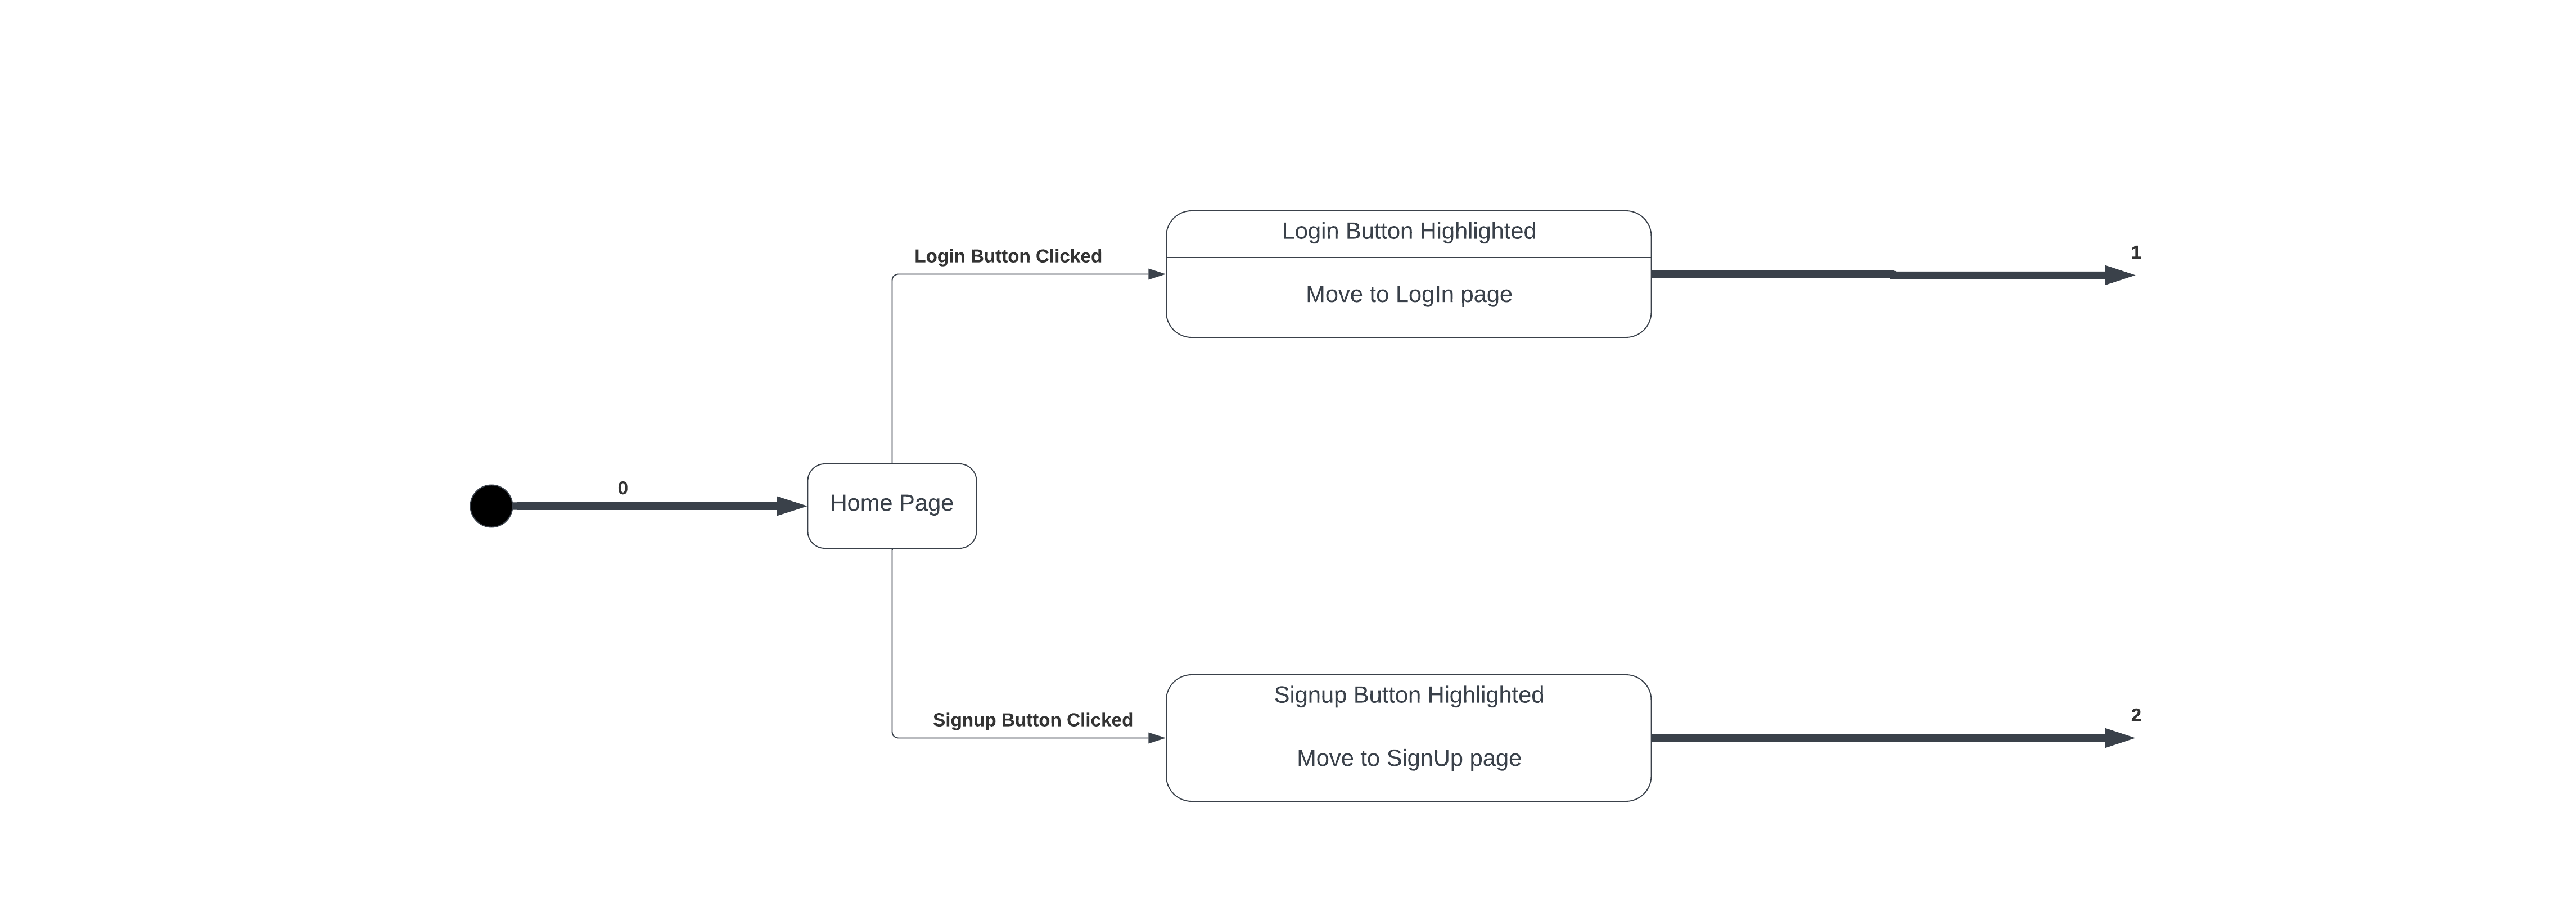 Login Button Highlighted
Login Button Clicked
1
Move to LogIn page
0
Home Page
Signup Button Highlighted
Signup Button Clicked
2
Move to SignUp page